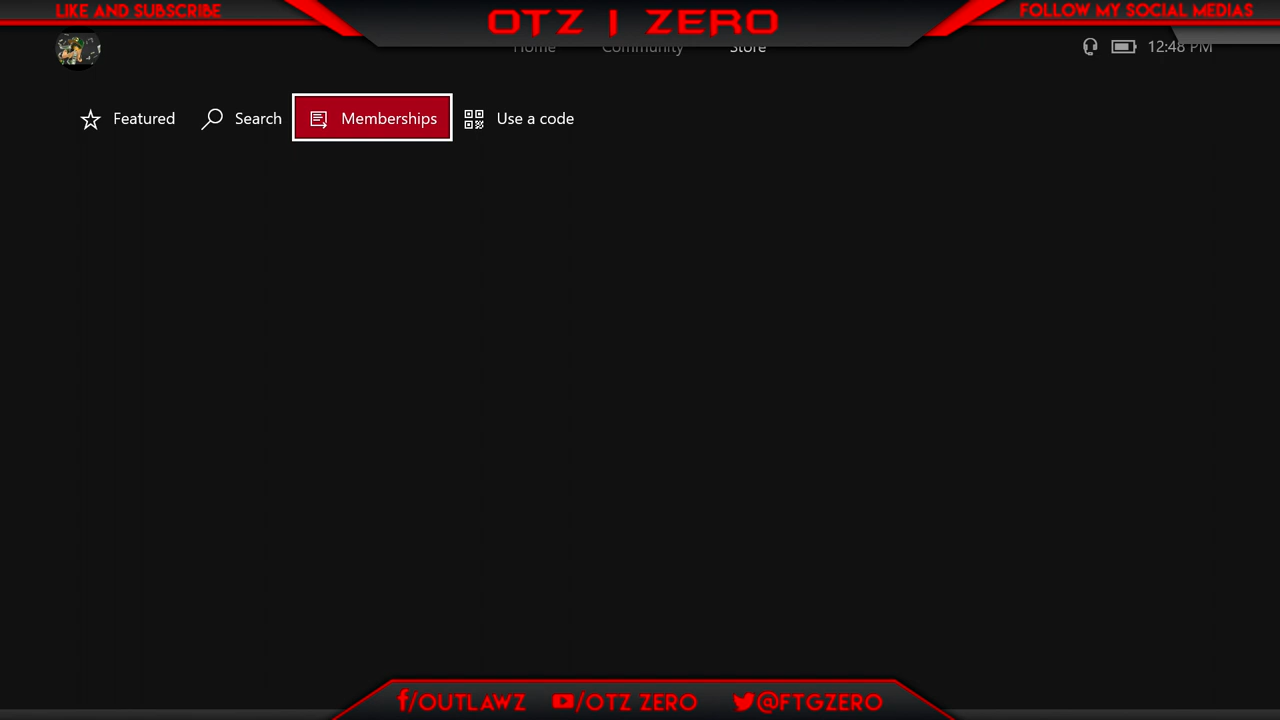 LIKE AND SUBSCRIBE
OTZ I ZERO
FOLLOW MY SOCIAL MEDIAS
Home Community Store
12:48 PM
Featured Search Memberships Use a code
f/OUTLAWZ /OTZ ZERO @FTGZERO